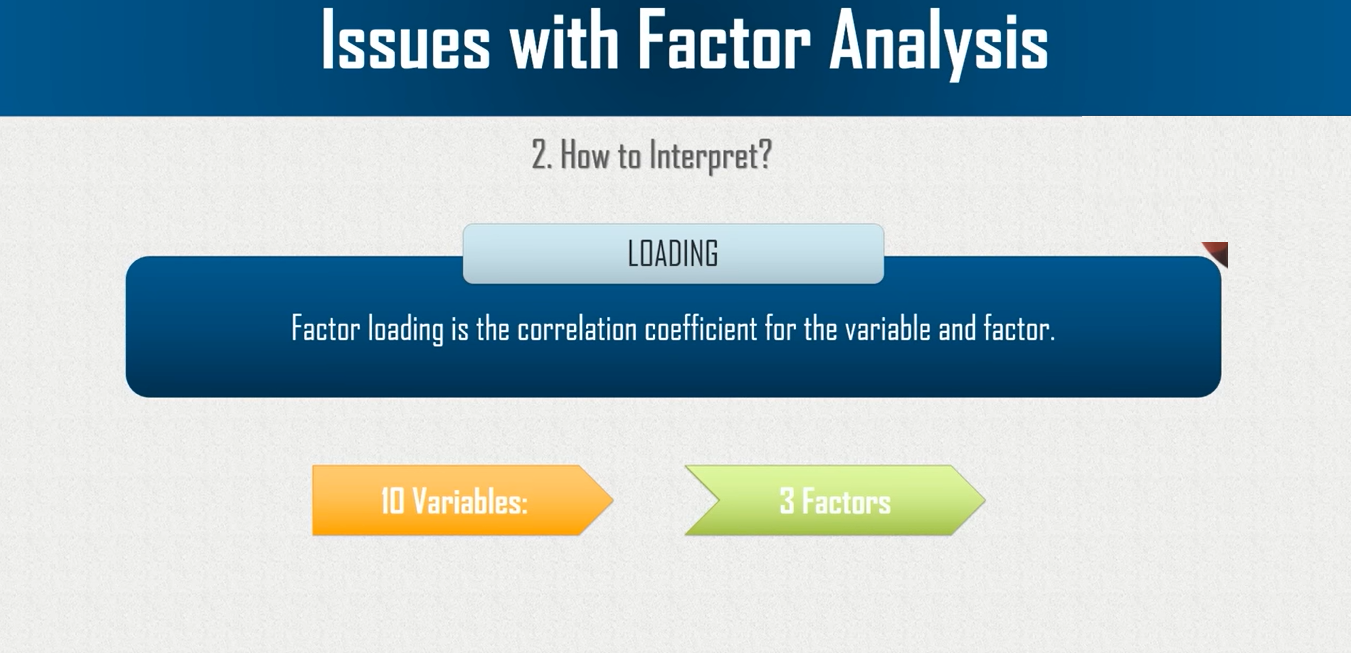 Issues with Factor Analysis
2. How to Interpret?
LOADING
Factor loading is the correlation coefficient for the variable and factor.
10 Variables:
3 Factors